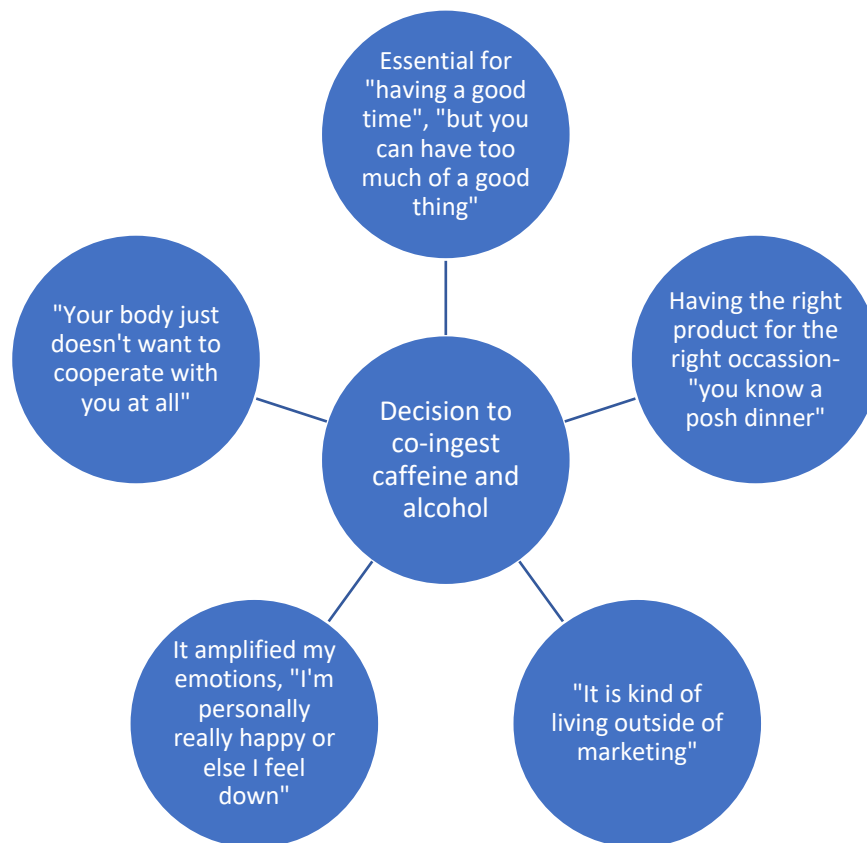 Essential for
"having a good
time", "but you
can have too
much of a good
thing"
Having the right
product for the
right occassion-
"you know a
posh dinner"
"It is kind of
living outside of
marketing"
It amplified my
emotions, "I'm
personally
really happy or
else I feel
down"
"Your body just
doesn't want to
cooperate with
you at all"
Decision to
co-ingest
caffeine and
alcohol